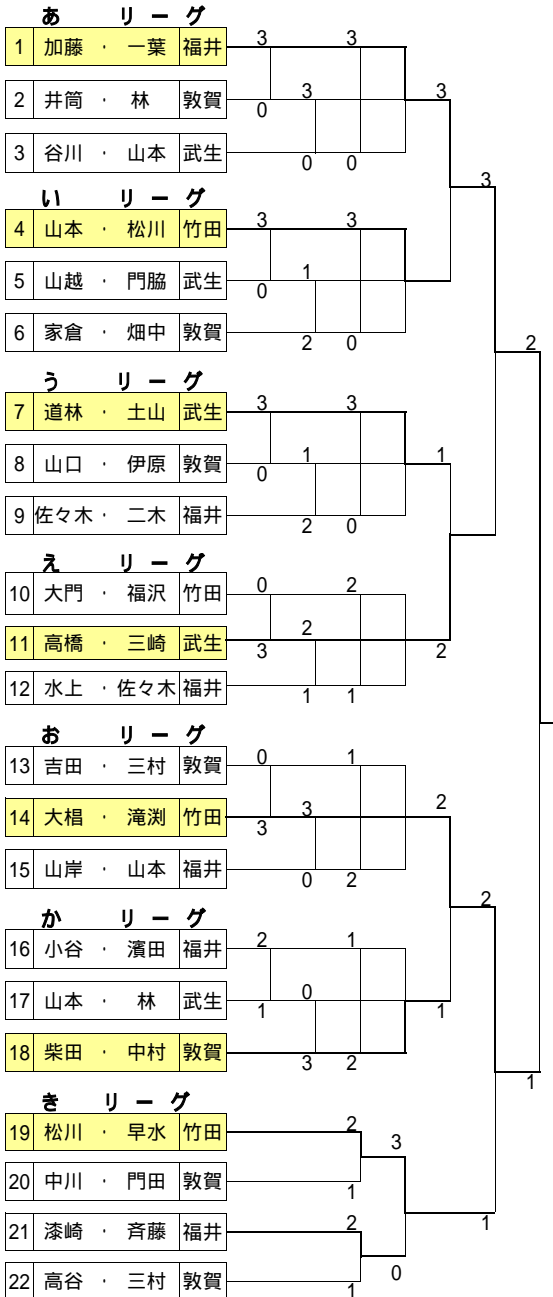 あ リーグ
3 3
1 加藤 ・ 一葉 福井
3
3
2 井筒 ・ 林 敦賀
0
3 谷川 ・ 山本 武生
0 0
3
い リーグ
3 3
4 山本 ・ 松川 竹田
1
5 山越 ・ 門脇 武生
0
6 家倉 ・ 畑中 敦賀
2 0
2
う リーグ
3 3
7 道林 ・ 土山 武生
1 1
8 山口 ・ 伊原 敦賀
0
9 佐々木 ・ 二木 福井
2 0
え リーグ
0 2
10 大門 ・ 福沢 竹田
2
11 高橋 ・ 三崎 武生
3 2
12 水上 ・ 佐々木 福井
1 1
お リーグ
0 1
13 吉田 ・ 三村 敦賀
3 2
14 大椙 ・ 滝渕 竹田
3
15 山岸 ・ 山本 福井
0 2
2
か リーグ
2 1
16 小谷 ・ 濱田 福井
0
17 山本 ・ 林 武生
1 1
18 柴田 ・ 中村 敦賀
3 2
1
き リーグ
2
19 松川 ・ 早水 竹田
3
20 中川 ・ 門田 敦賀
1
2 1
21 漆崎 ・ 斉藤 福井
0
22 高谷 ・ 三村 敦賀
1